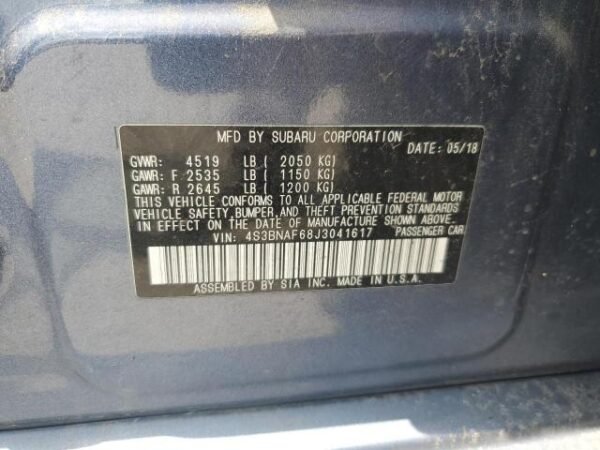 MFD BY SUBARU CORPORATION
DATE: 05/18
GVWR: 4519 LB ( 2050 KG)
GAWR: F 2535 LB ( 1150 KG)
GAWR: R 2645 LB ( 1200 KG)
THIS VEHICLE CONFORMS TO ALL APPLICABLE FEDERAL MOTOR
VEHICLE SAFETY, BUMPER, AND THEFT PREVENTION STANDARDS
IN EFFECT ON THE DATE OF MANUFACTURE SHOWN ABOVE.
VIN: 4S3BNAF68J3041617 PASSENGER CAR
ASSEMBLED BY SIA INC. MADE IN U.S.A.